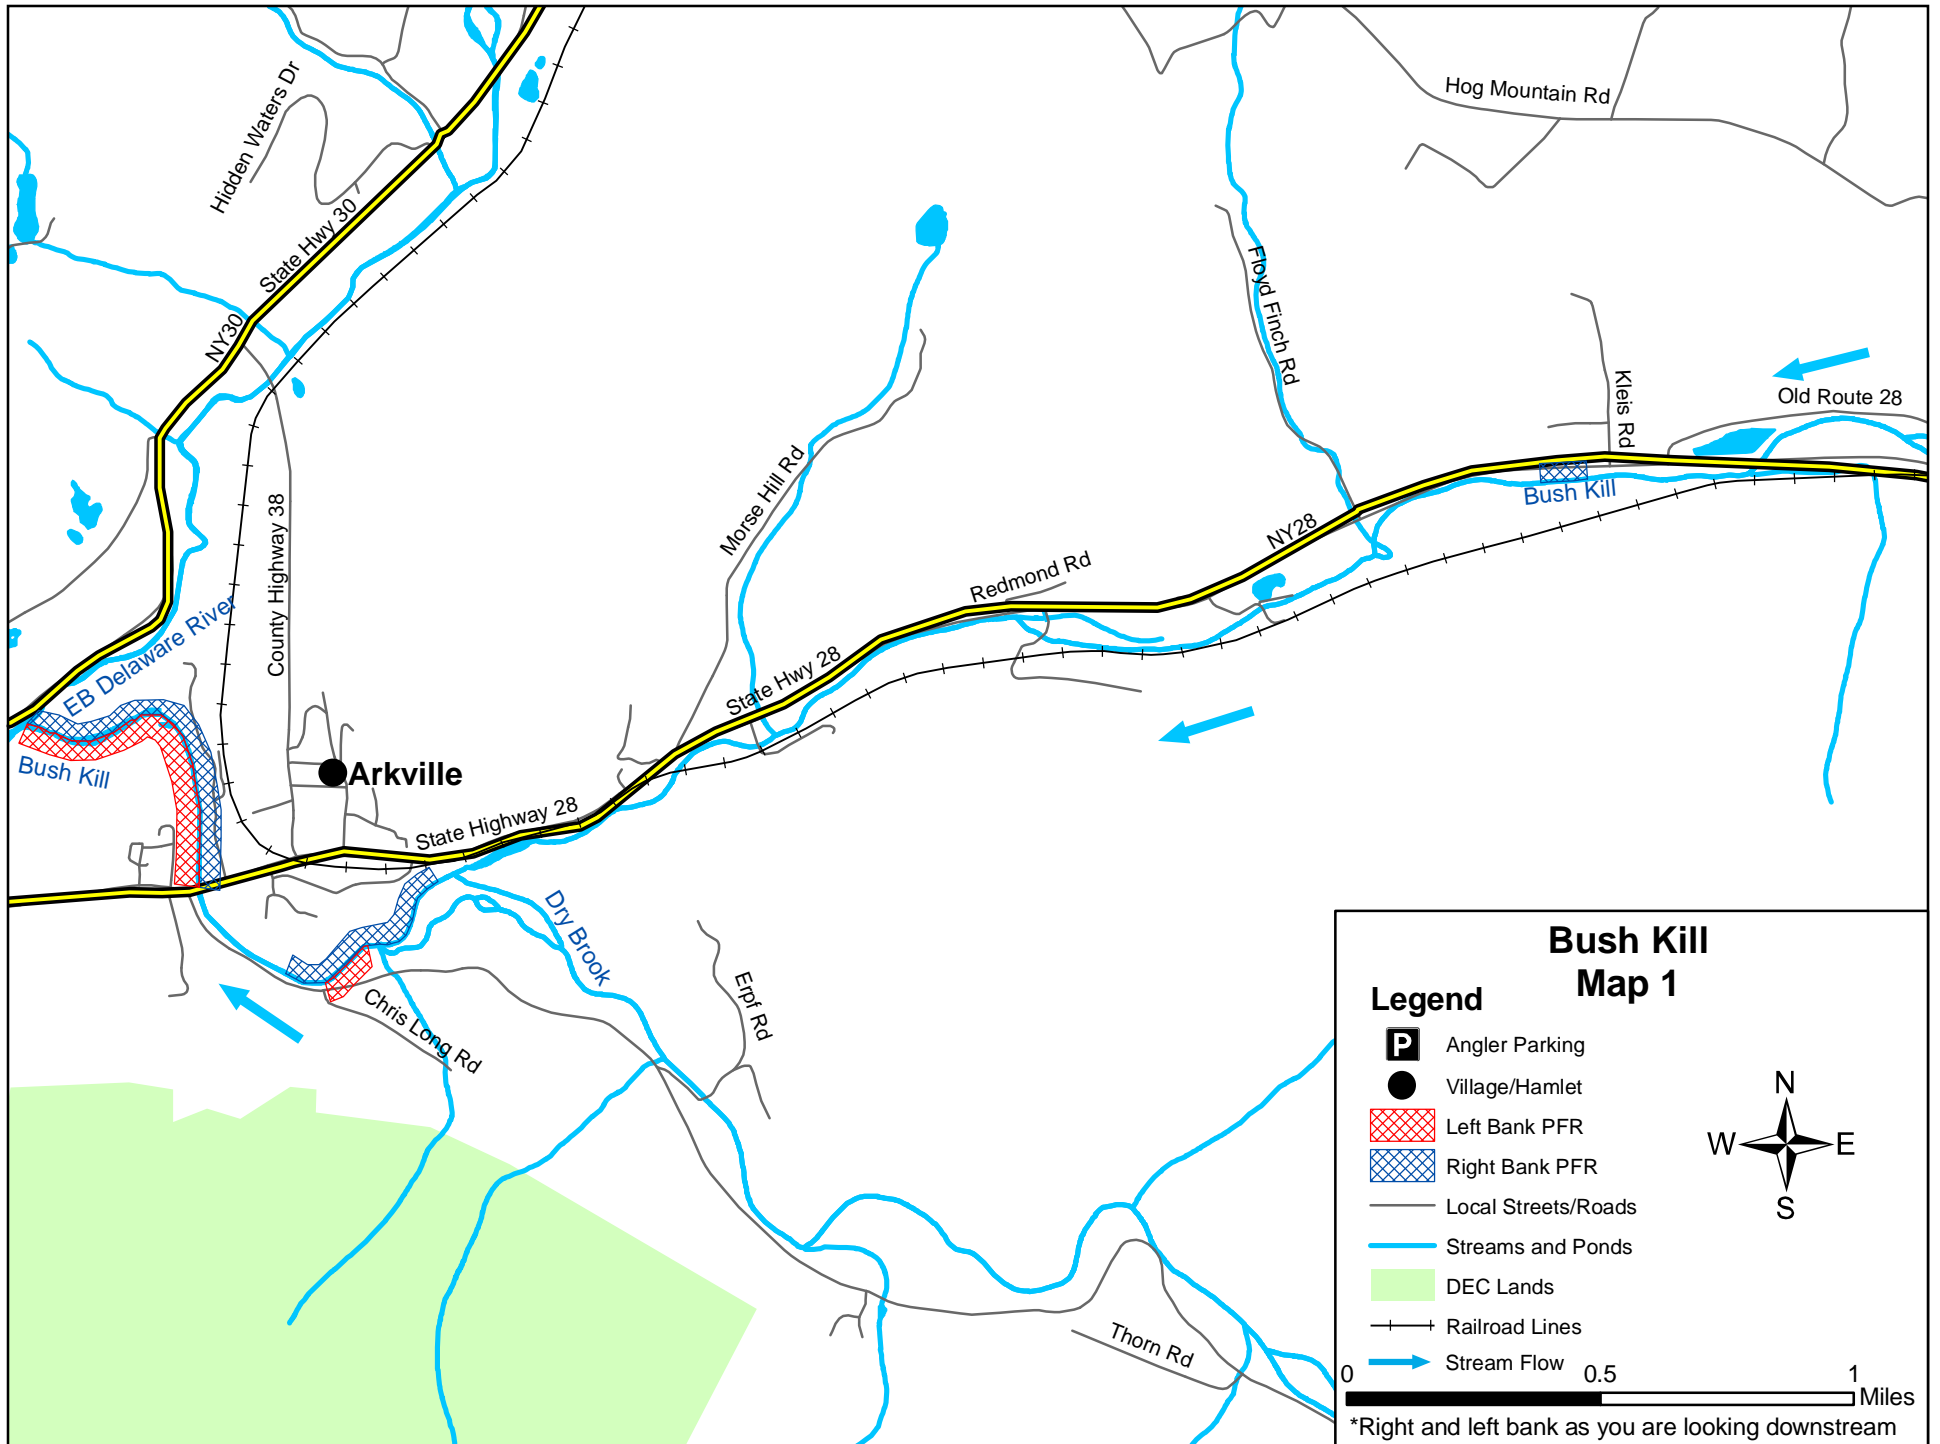 Hog Mountain Rd
Hidden Waters Dr
State Hwy 30
NY30
Floyd Finch Rd
Kleis Rd
Old Route 28
Morse Hill Rd
County Highway 38
Bush Kill
NY28
Redmond Rd
EB Delaware River
State Hwy 28
Bush Kill
Arkville
State Highway 28
Dry Brook
Erpf Rd
Chris Long Rd
Thorn Rd
Bush Kill
Map 1
Legend
P Angler Parking
Village/Hamlet
Left Bank PFR
Right Bank PFR
Local Streets/Roads
Streams and Ponds
DEC Lands
Railroad Lines
Stream Flow
N
W E
S
0 0.5 1
Miles
*Right and left bank as you are looking downstream